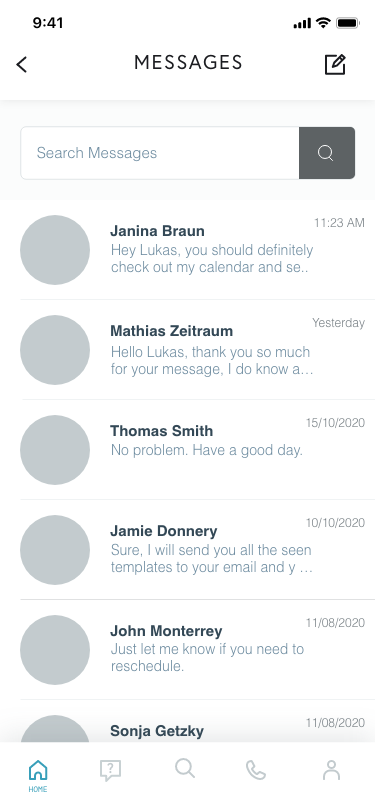 9:41
MESSAGES
Search Messages
Janina Braun
11:23 AM
Hey Lukas, you should definitely
check out my calendar and se..
Mathias Zeitraum
Yesterday
Hello Lukas, thank you so much
for your message, I do know a...
Thomas Smith
15/10/2020
No problem. Have a good day.
Jamie Donnery
10/10/2020
Sure, I will send you all the seen
templates to your email and y ...
John Monterrey
11/08/2020
Just let me know if you need to
reschedule.
Sonja Getzky
11/08/2020
?
HOME